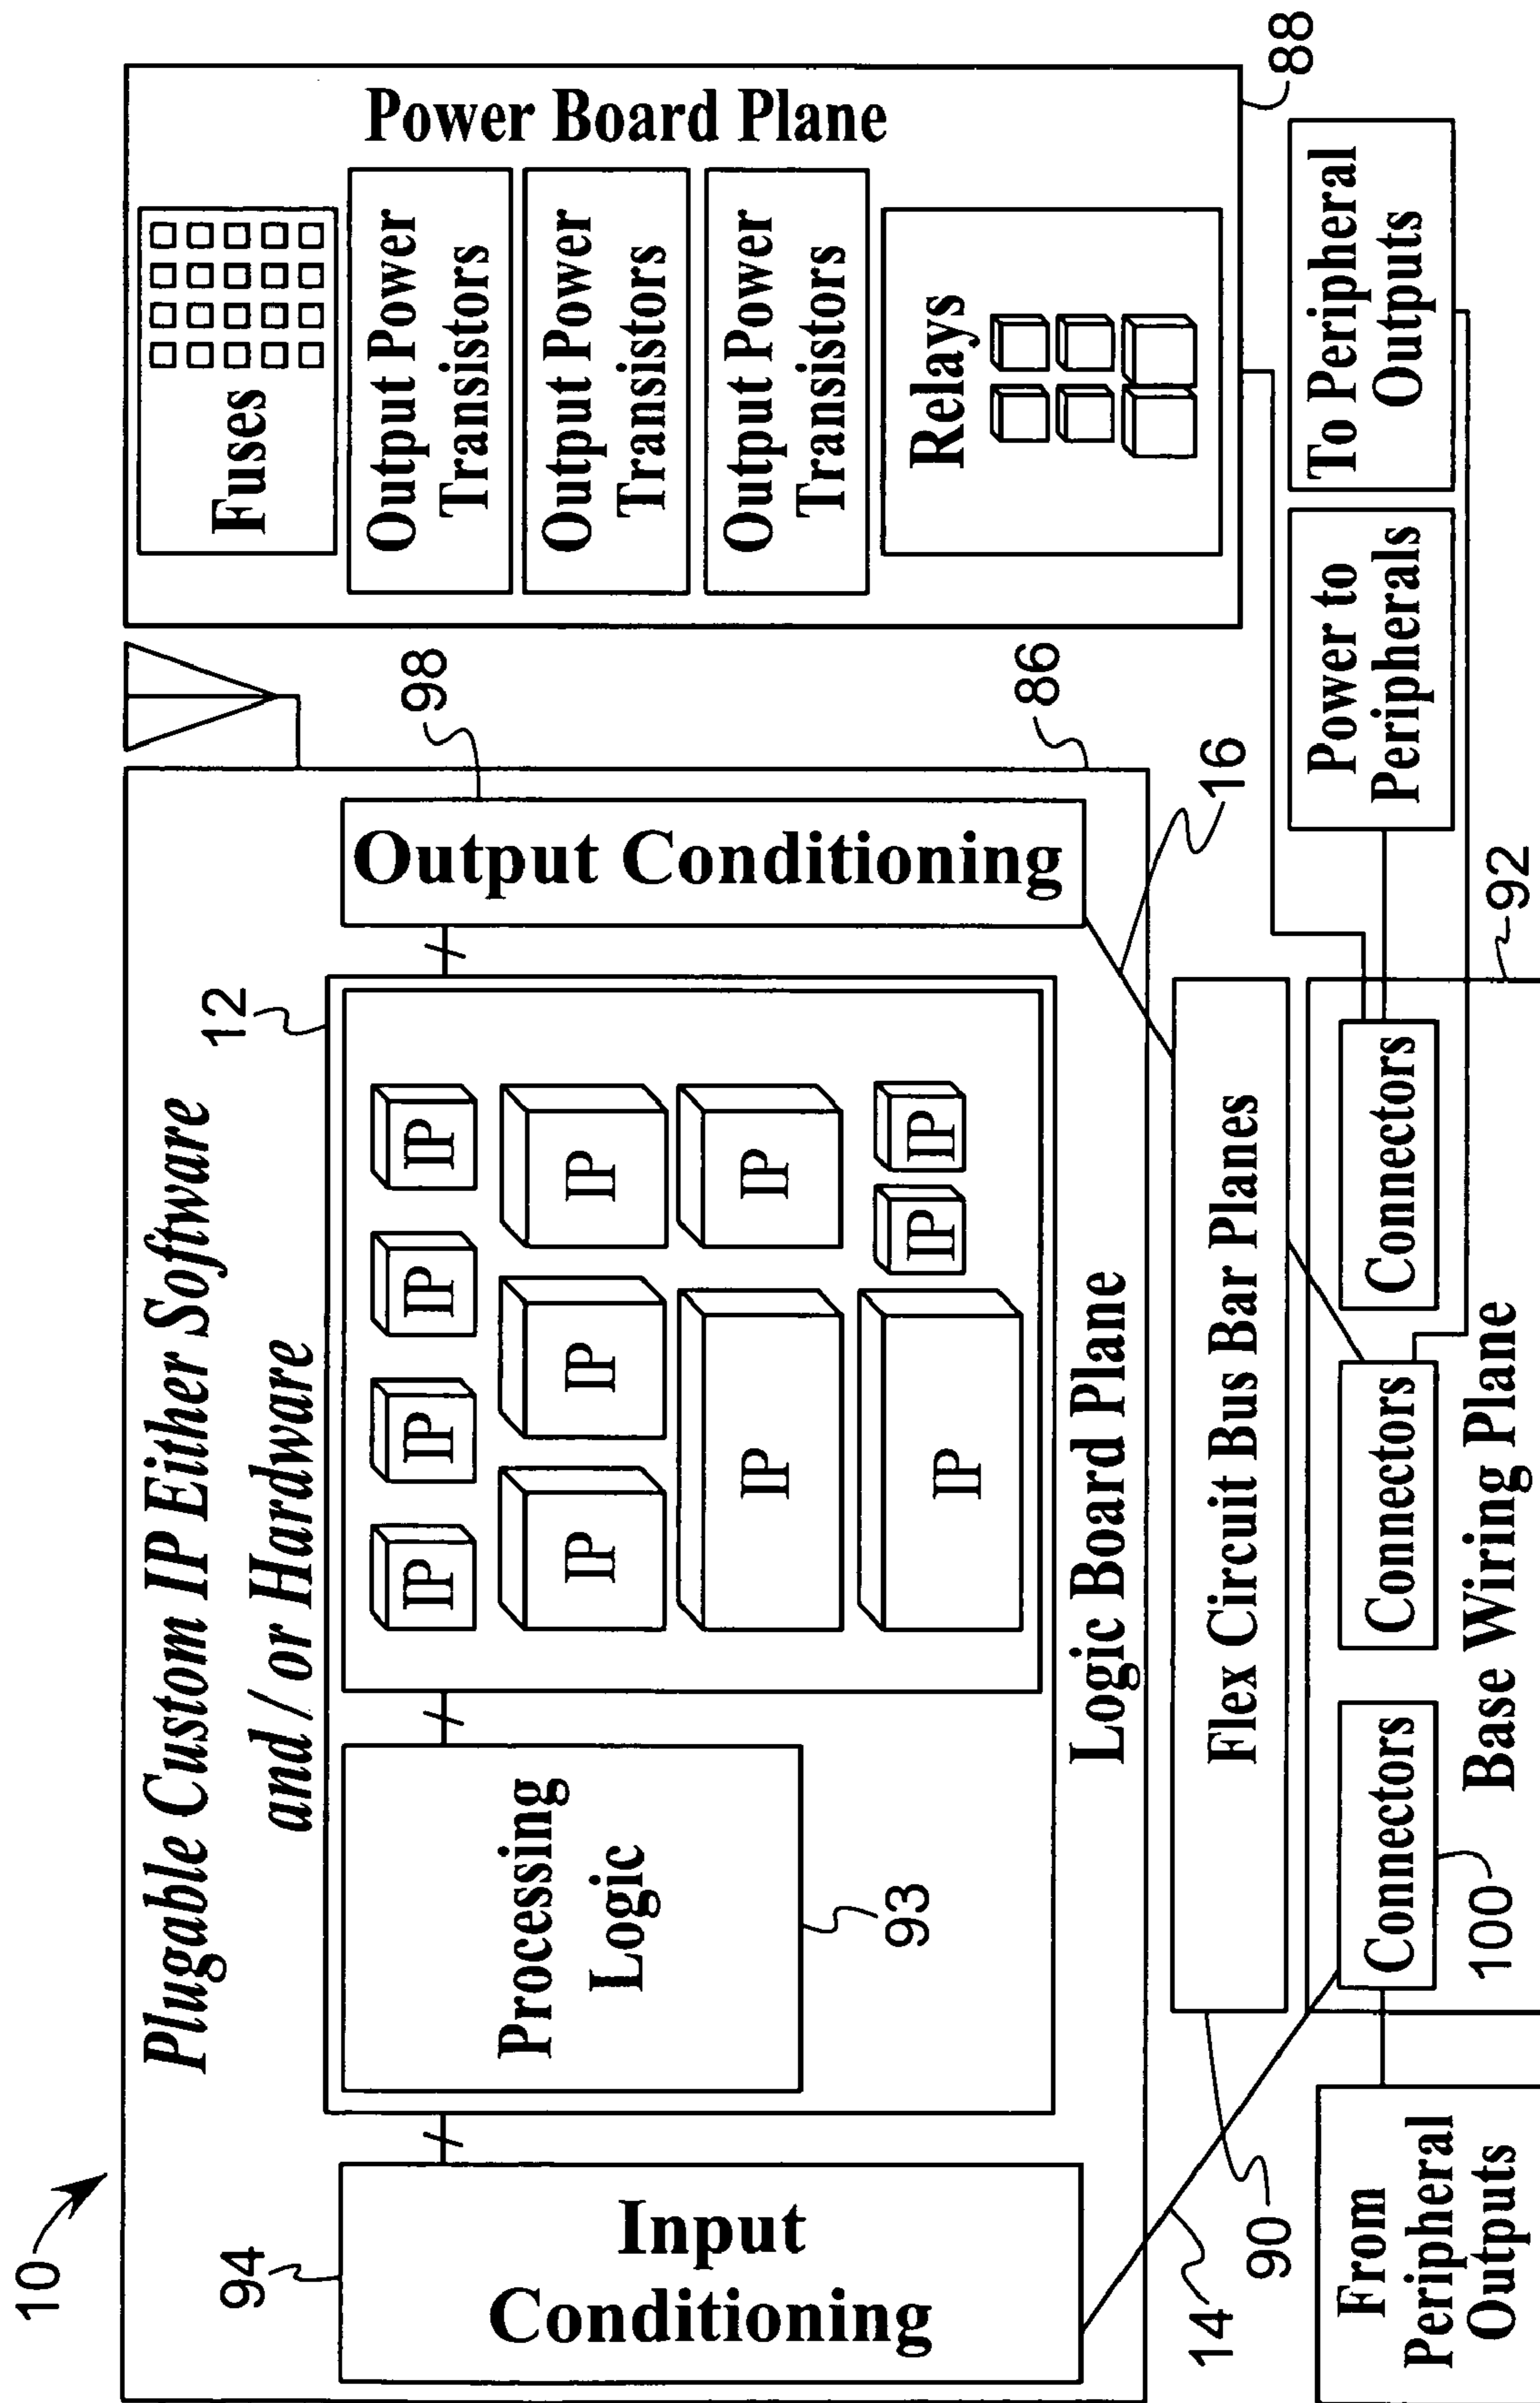 10
Plugable Custom IP Either Software
and / or Hardware
94
Input
Conditioning
Processing
Logic
93
12
IP
IP
IP
IP
IP
IP
IP
IP
IP
IP
IP
IP
98
Output Conditioning
Logic Board Plane
86
Power Board Plane
Fuses
Output Power
Transistors
Output Power
Transistors
Output Power
Transistors
Relays
88
14
90
Flex Circuit Bus Bar Planes
16
From
Peripheral
Outputs
Connectors
100
Connectors
Connectors
Base Wiring Plane
92
Power to
Peripherals
To Peripheral
Outputs